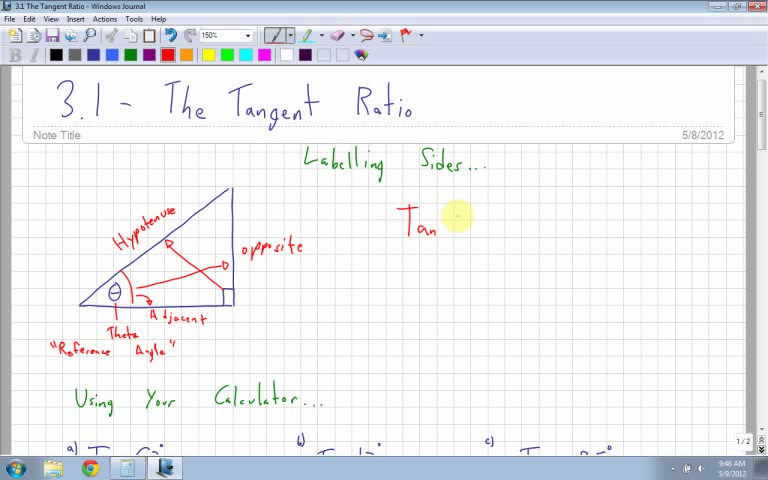 3.1 The Tangent Ratio - Windows Journal
File Edit View Insert Actions Tools Help
150%
B I
3.1 - The Tangent Ratio
Note Title 5/8/2012
Labelling Sides...
Hypotenuse
Tan
opposite
θ
Adjacent
Theta
"Reference Angle"
Using Your Calculator...
a) b) c)
1 / 2
9:46 AM
5/9/2012